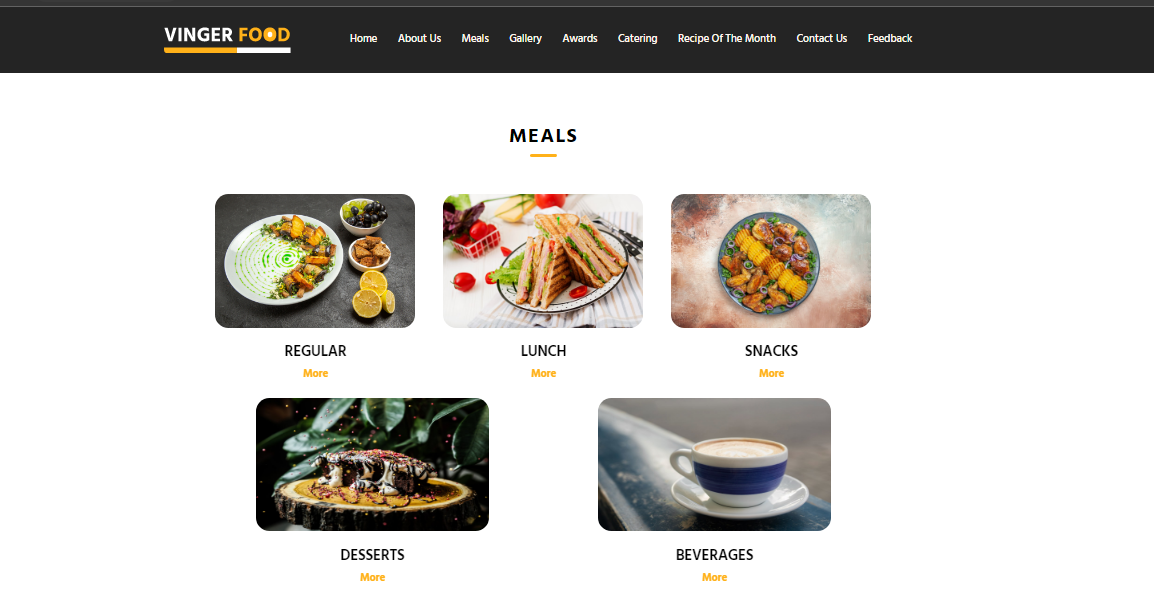 VINGER FOOD
Home About Us Meals Gallery Awards Catering Recipe Of The Month Contact Us Feedback
MEALS
REGULAR LUNCH SNACKS
More More More
DESSERTS BEVERAGES
More More